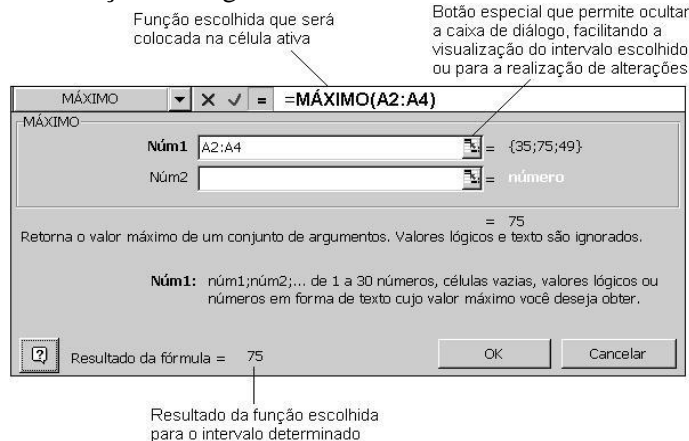 Função escolhida que será
colocada na célula ativa
Botão especial que permite ocultar
a caixa de diálogo, facilitando a
visualização do intervalo escolhido
ou para a realização de alterações
MÁXIMO = =MÁXIMO(A2:A4)
MÁXIMO
Núm1 A2:A4 = {35;75;49}
Núm2 = número
= 75
Retorna o valor máximo de um conjunto de argumentos. Valores lógicos e texto são ignorados.
Núm1: núm1;núm2;... de 1 a 30 números, células vazias, valores lógicos ou
números em forma de texto cujo valor máximo você deseja obter.
? Resultado da fórmula = 75 OK Cancelar
Resultado da função escolhida
para o intervalo determinado